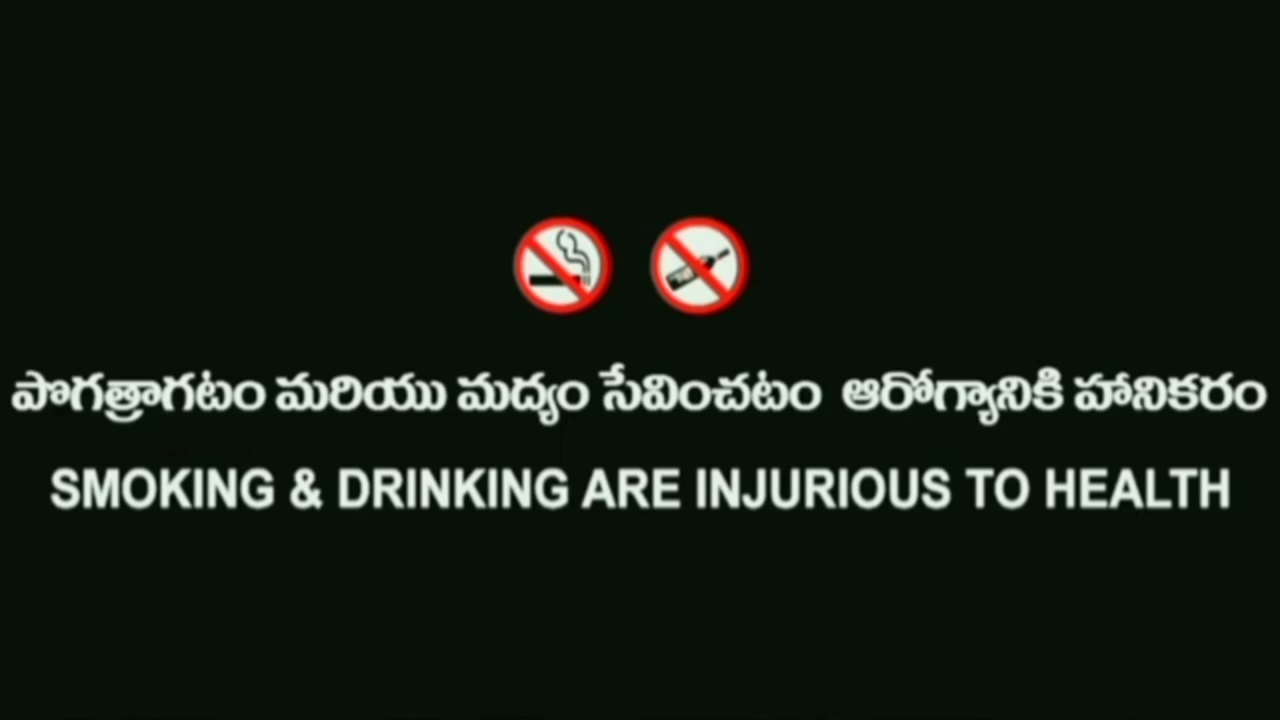 పొగత్రాగటం మరియు మద్యం సేవించటం ఆరోగ్యానికి హానికరం
SMOKING & DRINKING ARE INJURIOUS TO HEALTH